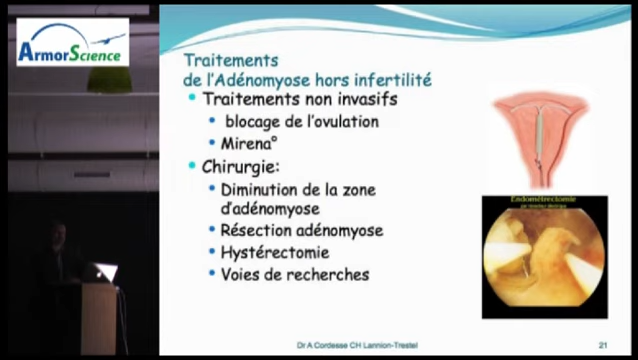 ArmorScience
Traitements
de l'Adénomyose hors infertilité
Traitements non invasifs
blocage de l'ovulation
Mirena°
Chirurgie:
Diminution de la zone
d'adénomyose
Résection adénomyose
Hystérectomie
Voies de recherches
Endométrectomie
Dr A Cordesse CH Lannion-Trestel
21